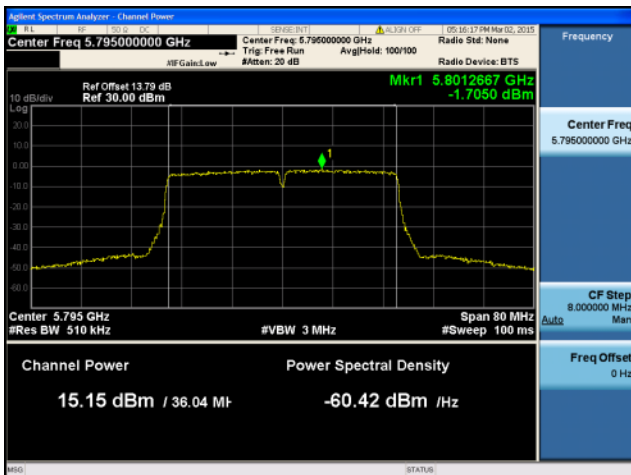 Agilent Spectrum Analyzer - Channel Power
RL RF 50 Ω DC SENSE:INT ALIGN OFF 05:16:17 PM Mar 02, 2015
Center Freq 5.795000000 GHz
Center Freq: 5.795000000 GHz
Radio Std: None
Trig: Free Run Avg|Hold: 100/100
#IFGain:Low #Atten: 20 dB Radio Device: BTS
Mkr1 5.8012667 GHz
-1.7050 dBm
Ref Offset 13.79 dB
10 dB/div Ref 30.00 dBm
Log
20.0
10.0
0.00
-10.0
-20.0
-30.0
-40.0
-50.0
-60.0
1
Center 5.795 GHz Span 80 MHz
#Res BW 510 kHz #VBW 3 MHz #Sweep 100 ms
Channel Power Power Spectral Density
15.15 dBm / 36.04 MH -60.42 dBm /Hz
MSG STATUS
Frequency
Center Freq
5.795000000 GHz
CF Step
8.000000 MHz
Auto Man
Freq Offset
0 Hz